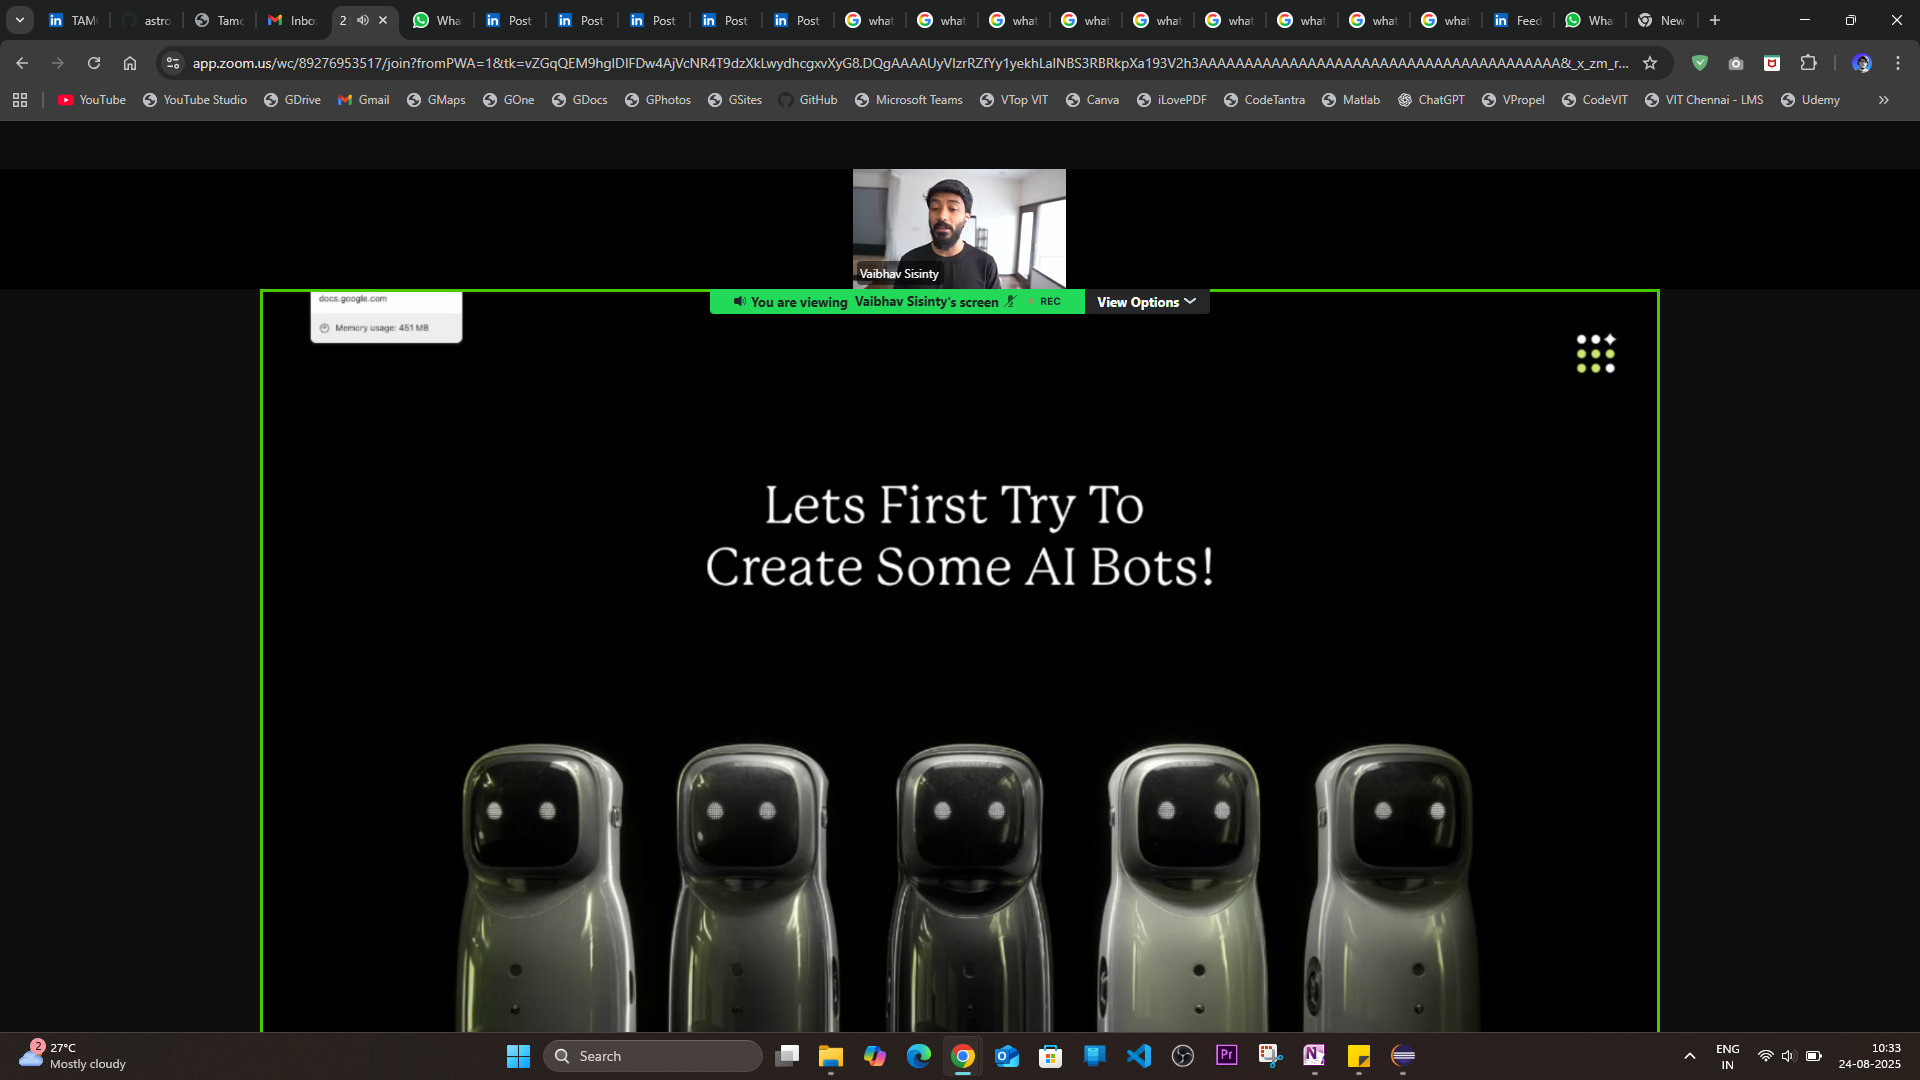 TAM
astro
Tamo
Inbo
2
Wha
Post
Post
Post
Post
Post
what
what
what
what
what
what
what
what
what
Feed
Wha
New
app.zoom.us/wc/89276953517/join?fromPWA=1&tk=
YouTube
YouTube Studio
GDrive
Gmail
GMaps
GOne
GDocs
GPhotos
GSites
GitHub
Microsoft Teams
VTop VIT
Canva
iLovePDF
CodeTantra
Matlab
ChatGPT
VPropel
CodeVIT
VIT Chennai - LMS
Udemy
Vaibhav Sisinty
You are viewing Vaibhav Sisinty's screen
REC
View Options
docs.google.com
Memory usage: 451 MB
Lets First Try To
Create Some AI Bots!
2
27°C
Mostly cloudy
Search
Pr
N
ENG
IN
10:33
24-08-2025